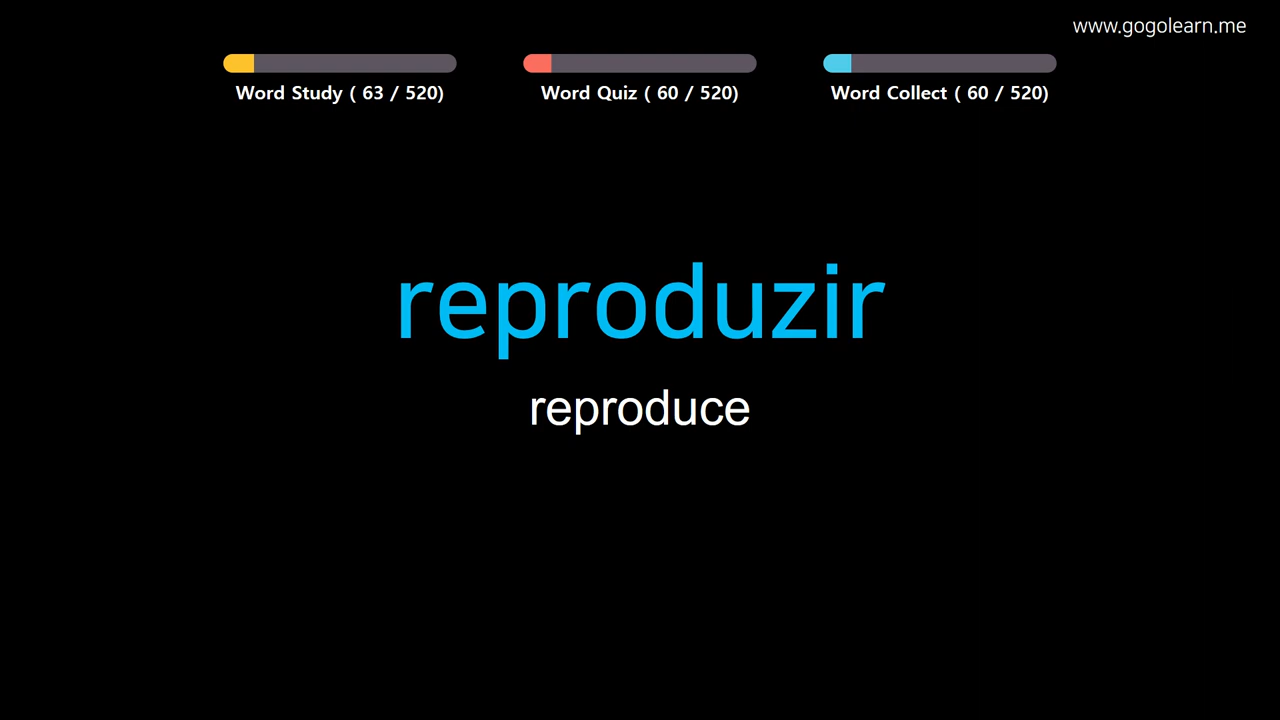 www.gogolearn.me
Word Study ( 63 / 520)
Word Quiz ( 60 / 520)
Word Collect ( 60 / 520)
reproduzir
reproduce